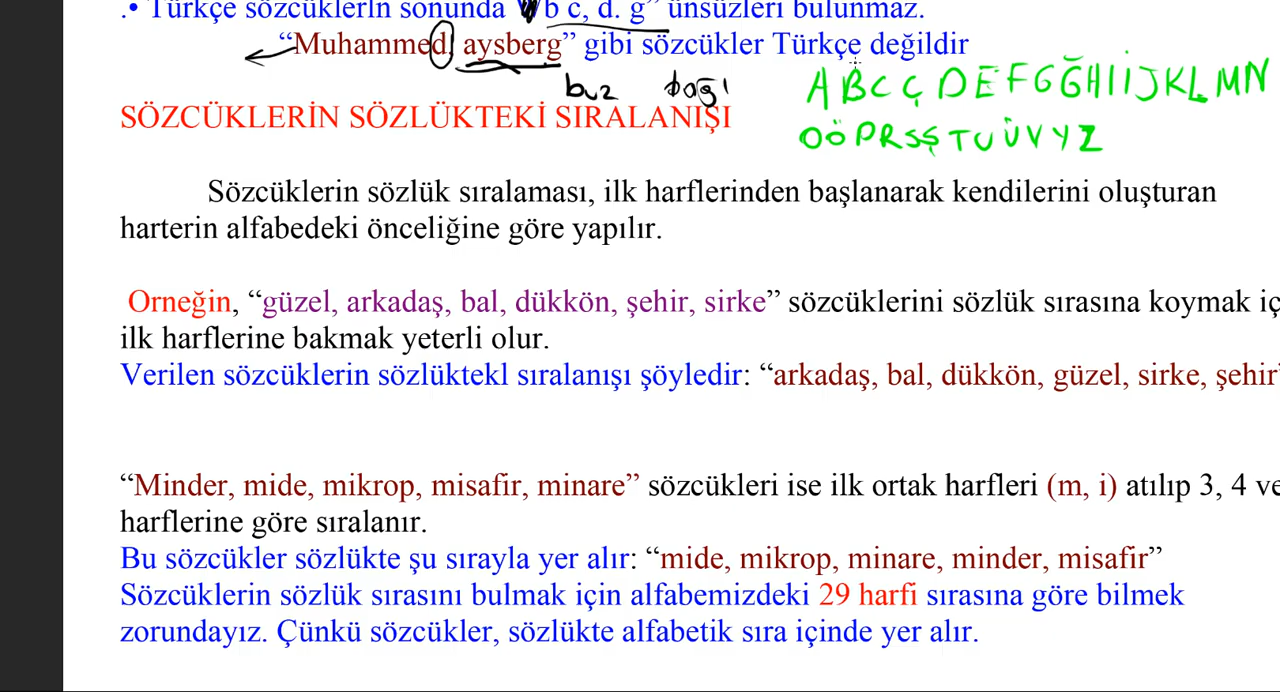 .• Türkçe sözcüklerIn sonunda “b c, d. g” ünsüzleri bulunmaz.
“Muhammed, aysberg” gibi sözcükler Türkçe değildir
buz dağı
A B C Ç D E F G Ğ H I İ J K L M N
O Ö P R S Ş T U Ü V Y Z
SÖZCÜKLERİN SÖZLÜKTEKİ SIRALANIŞI
Sözcüklerin sözlük sıralaması, ilk harflerinden başlanarak kendilerini oluşturan
harterin alfabedeki önceliğine göre yapılır.
Orneğin, “güzel, arkadaş, bal, dükkön, şehir, sirke” sözcüklerini sözlük sırasına koymak iç
ilk harflerine bakmak yeterli olur.
Verilen sözcüklerin sözlüktekl sıralanışı şöyledir: “arkadaş, bal, dükkön, güzel, sirke, şehir”
“Minder, mide, mikrop, misafir, minare” sözcükleri ise ilk ortak harfleri (m, i) atılıp 3, 4 ve
harflerine göre sıralanır.
Bu sözcükler sözlükte şu sırayla yer alır: “mide, mikrop, minare, minder, misafir”
Sözcüklerin sözlük sırasını bulmak için alfabemizdeki 29 harfi sırasına göre bilmek
zorundayız. Çünkü sözcükler, sözlükte alfabetik sıra içinde yer alır.